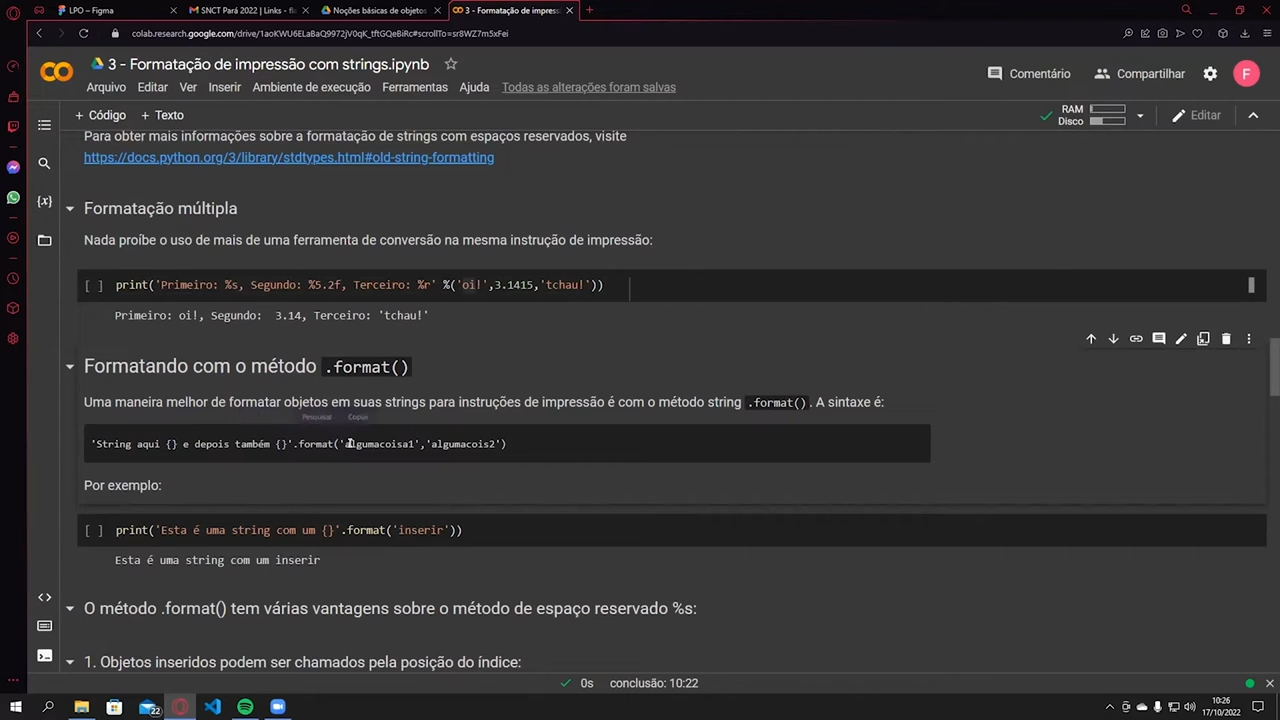 LPO – Figma
SNCT Pará 2022 | Links - fl
Noções básicas de objetos
3 - Formatação de impress
colab.research.google.com/drive/1aoKWU6ELaBaQ9972jV0qK_tftGQeBiRc#scrollTo=sr8WZ7m5xFei
3 - Formatação de impressão com strings.ipynb
Comentário
Compartilhar
F
Arquivo Editar Ver Inserir Ambiente de execução Ferramentas Ajuda Todas as alterações foram salvas
+ Código + Texto
RAM
Disco
Editar
Para obter mais informações sobre a formatação de strings com espaços reservados, visite
https://docs.python.org/3/library/stdtypes.html#old-string-formatting
Formatação múltipla
Nada proíbe o uso de mais de uma ferramenta de conversão na mesma instrução de impressão:
[ ] print('Primeiro: %s, Segundo: %5.2f, Terceiro: %r' %('oi!',3.1415,'tchau!'))
Primeiro: oi!, Segundo:  3.14, Terceiro: 'tchau!'
Formatando com o método .format()
Uma maneira melhor de formatar objetos em suas strings para instruções de impressão é com o método string .format(). A sintaxe é:
Pesquisar Copiar
'String aqui {} e depois também {}'.format('algumacoisa1','algumacois2')
Por exemplo:
[ ] print('Esta é uma string com um {}'.format('inserir'))
Esta é uma string com um inserir
O método .format() tem várias vantagens sobre o método de espaço reservado %s:
1. Objetos inseridos podem ser chamados pela posição do índice:
0s conclusão: 10:22
22
10:26
17/10/2022